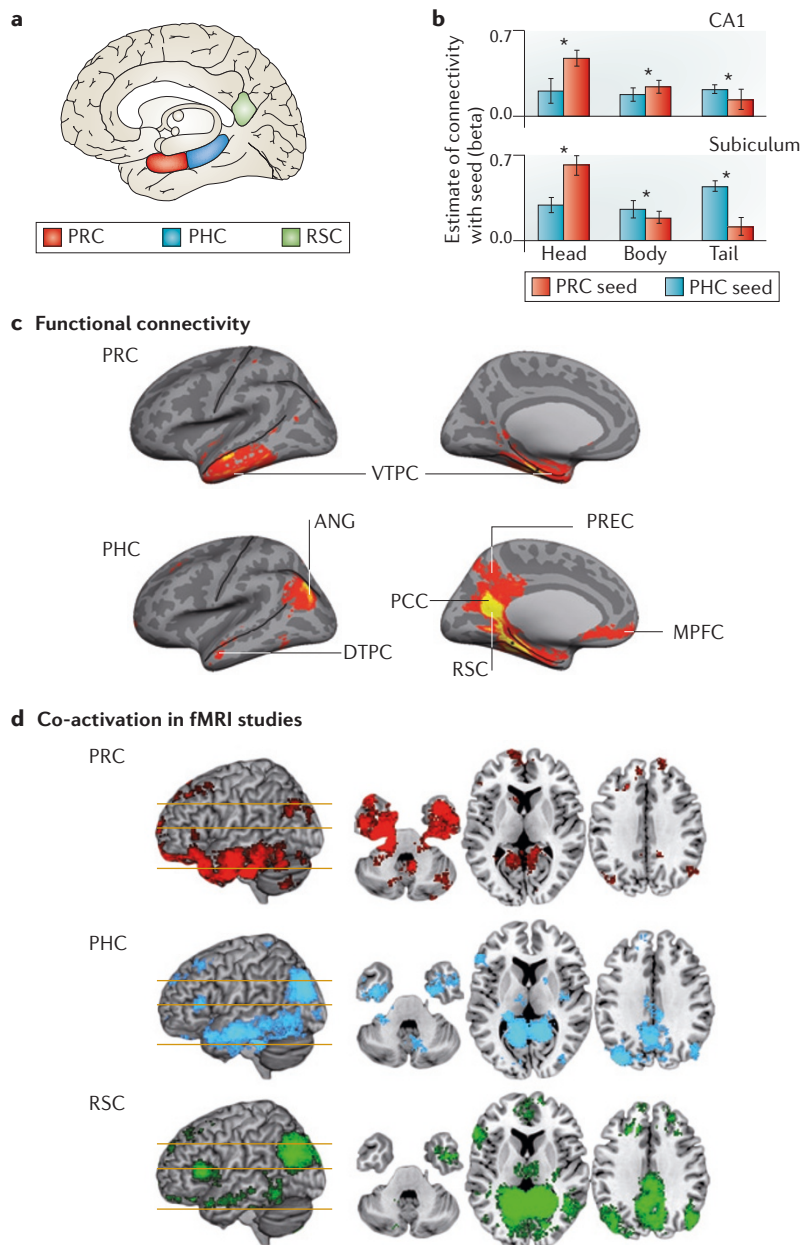 a
PRC PHC RSC
b
CA1
0.7
0.0
*
*
*
Subiculum
0.7
0.0
*
*
*
Estimate of connectivity
with seed (beta)
Head Body Tail
PRC seed PHC seed
c Functional connectivity
PRC
VTPC
PHC
ANG
DTPC
PREC
PCC
RSC
MPFC
d Co-activation in fMRI studies
PRC
PHC
RSC